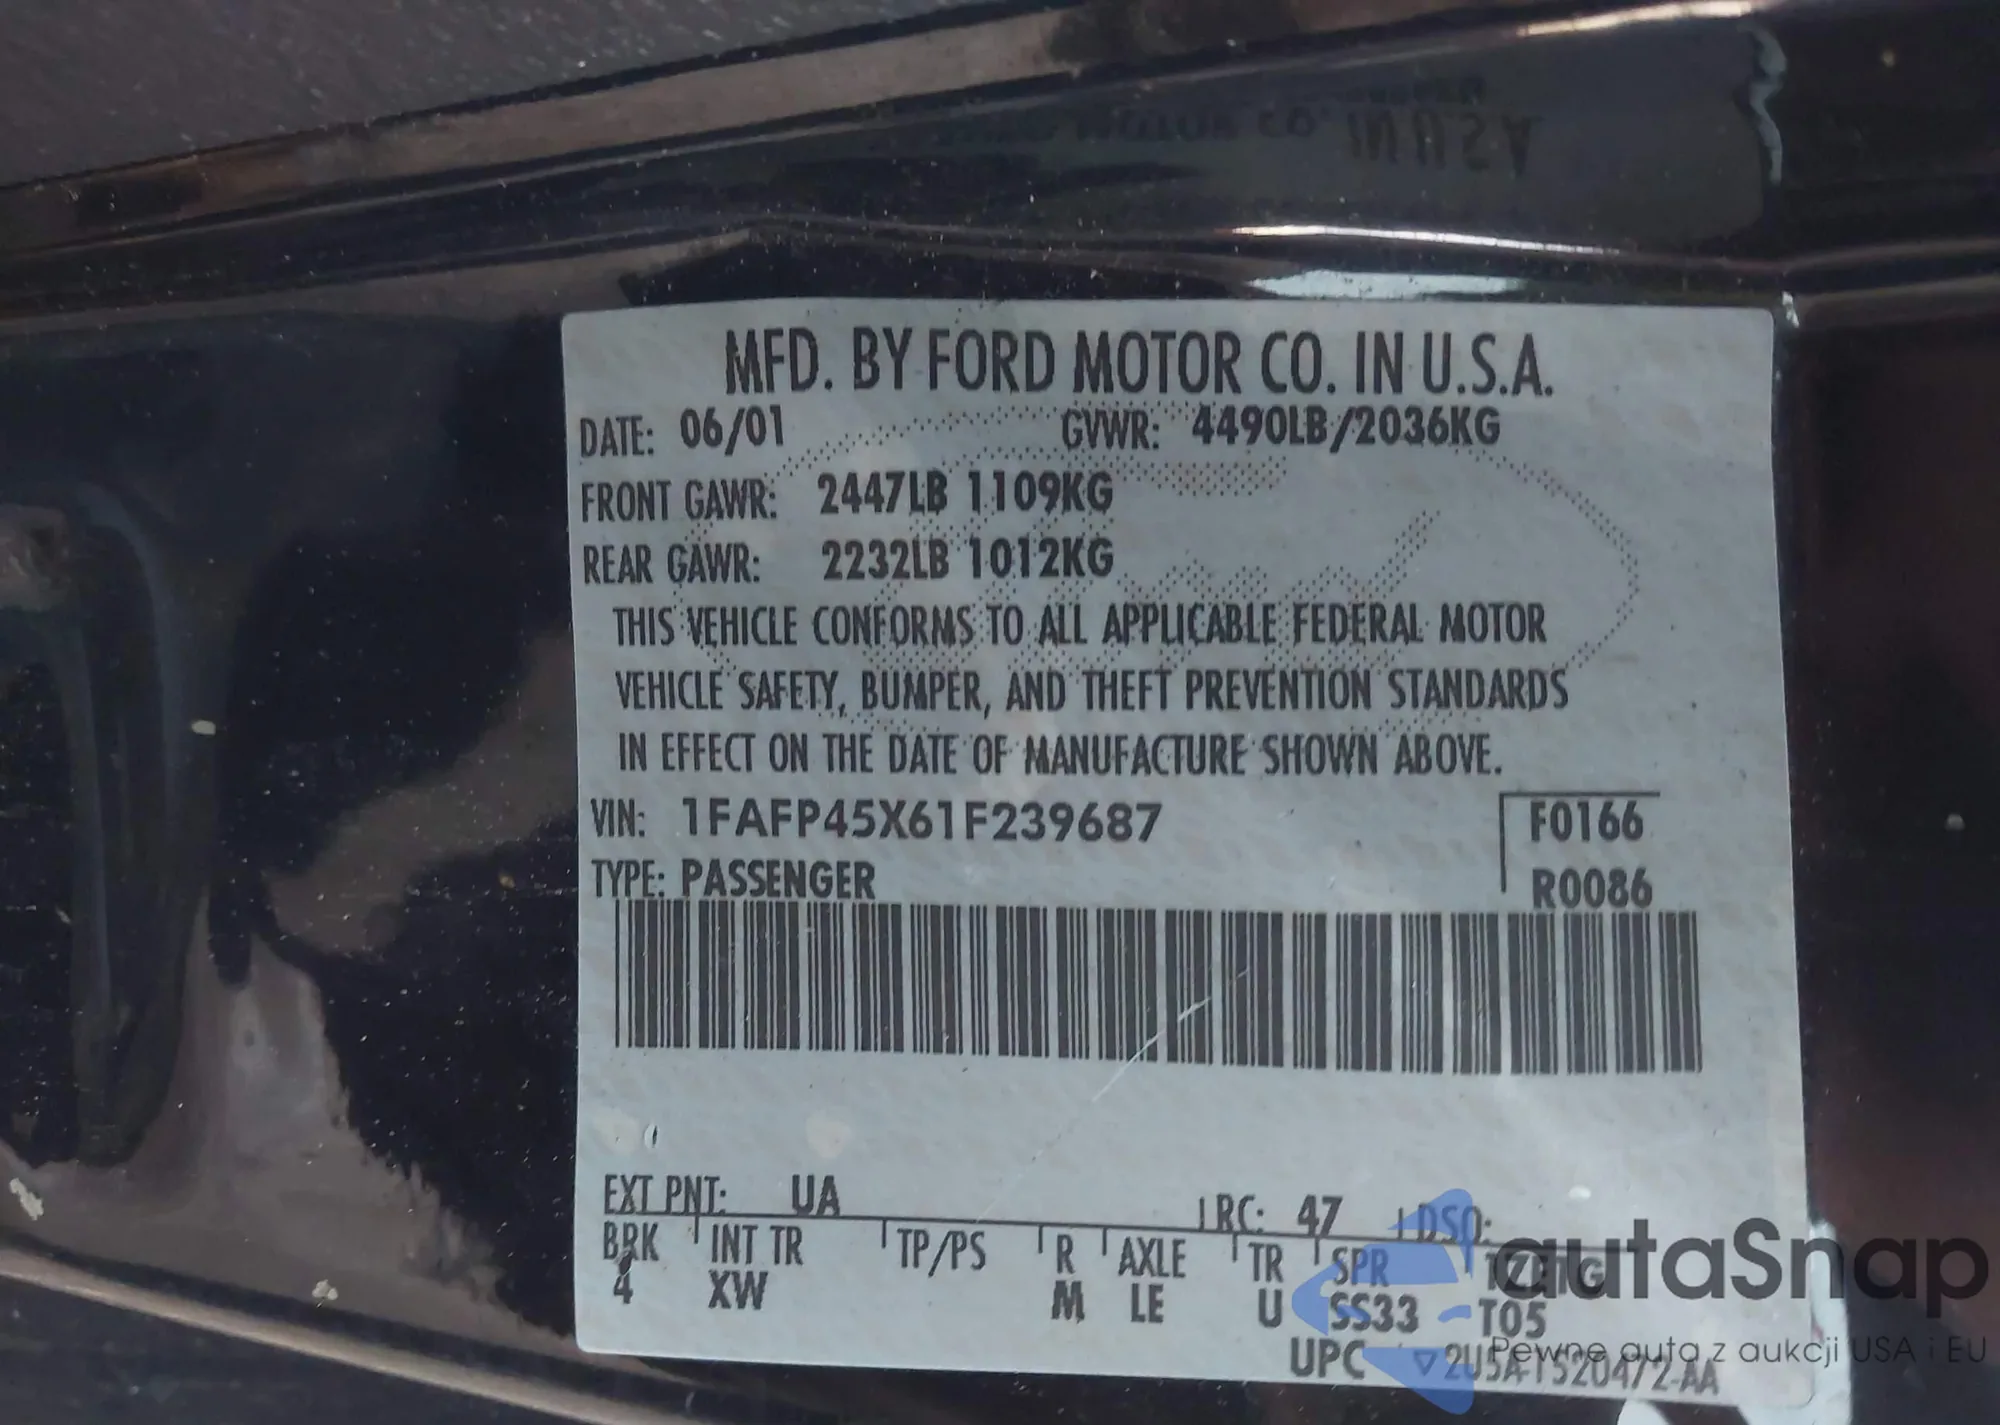 MFD. BY FORD MOTOR CO. IN U.S.A.
DATE: 06/01 GVWR: 4490LB/2036KG
FRONT GAWR: 2447LB 1109KG
REAR GAWR: 2232LB 1012KG
THIS VEHICLE CONFORMS TO ALL APPLICABLE FEDERAL MOTOR
VEHICLE SAFETY, BUMPER, AND THEFT PREVENTION STANDARDS
IN EFFECT ON THE DATE OF MANUFACTURE SHOWN ABOVE.
VIN: 1FAFP45X61F239687 F0166
TYPE: PASSENGER R0086
EXT PNT: UA RC: 47 DSO:
BRK INT TR TP/PS R AXLE TR SPR
4 XW M LE U SS33 T05
UPC 2U5A-1520472-AA
autaSnap
Pewne auta z aukcji USA i EU